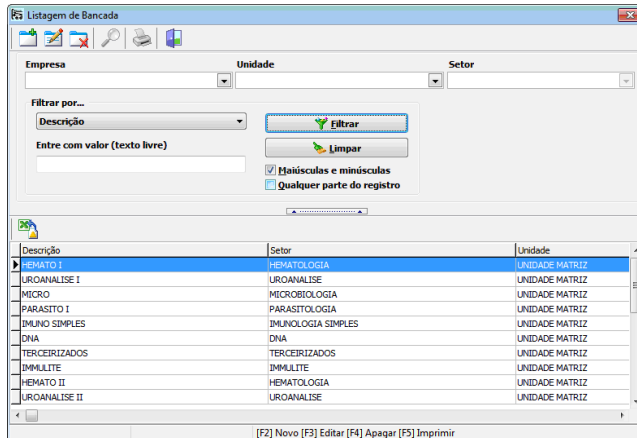 Listagem de Bancada
Empresa Unidade Setor
Filtrar por...
Descrição
Filtrar
Entre com valor (texto livre)
Limpar
Maiúsculas e minúsculas
Qualquer parte do registro
Descrição Setor Unidade
HEMATO I HEMATOLOGIA UNIDADE MATRIZ
UROANALISE I UROANALISE UNIDADE MATRIZ
MICRO MICROBIOLOGIA UNIDADE MATRIZ
PARASITO I PARASITOLOGIA UNIDADE MATRIZ
IMUNO SIMPLES IMUNOLOGIA SIMPLES UNIDADE MATRIZ
DNA DNA UNIDADE MATRIZ
TERCEIRIZADOS TERCEIRIZADOS UNIDADE MATRIZ
IMMULITE IMMULITE UNIDADE MATRIZ
HEMATO II HEMATOLOGIA UNIDADE MATRIZ
UROANALISE II UROANALISE UNIDADE MATRIZ
[F2] Novo [F3] Editar [F4] Apagar [F5] Imprimir